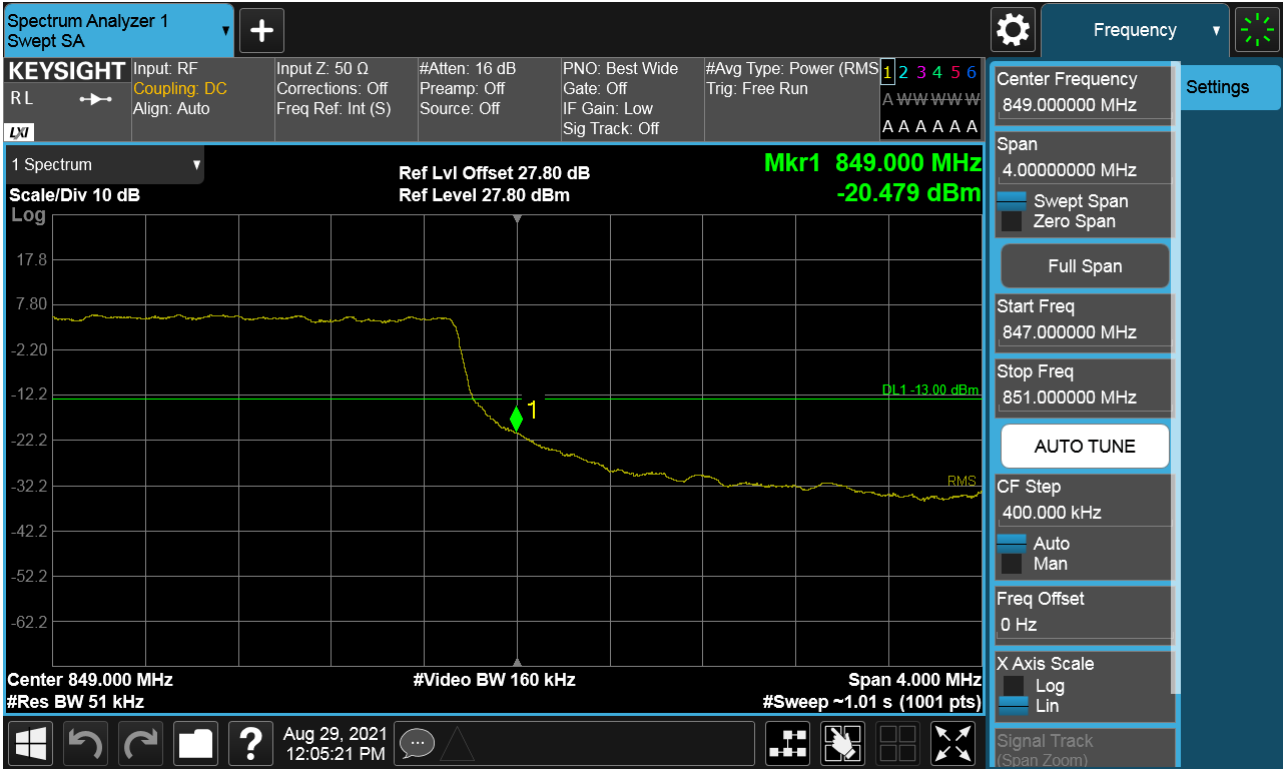 Spectrum Analyzer 1
Swept SA
Frequency
KEYSIGHT
R L
LXI
Input: RF
Coupling: DC
Align: Auto
Input Z: 50 Ω
Corrections: Off
Freq Ref: Int (S)
#Atten: 16 dB
Preamp: Off
Source: Off
PNO: Best Wide
Gate: Off
IF Gain: Low
Sig Track: Off
#Avg Type: Power (RMS
Trig: Free Run
1 2 3 4 5 6
A W W W W W
A A A A A A
1 Spectrum
Scale/Div 10 dB
Log
Ref Lvl Offset 27.80 dB
Ref Level 27.80 dBm
Mkr1 849.000 MHz
-20.479 dBm
17.8
7.80
-2.20
-12.2
-22.2
-32.2
-42.2
-52.2
-62.2
DL1 -13.00 dBm
1
RMS
Center 849.000 MHz
#Video BW 160 kHz
Span 4.000 MHz
#Res BW 51 kHz
#Sweep ~1.01 s (1001 pts)
Center Frequency
849.000000 MHz
Settings
Span
4.00000000 MHz
Swept Span
Zero Span
Full Span
Start Freq
847.000000 MHz
Stop Freq
851.000000 MHz
AUTO TUNE
CF Step
400.000 kHz
Auto
Man
Freq Offset
0 Hz
X Axis Scale
Log
Lin
Signal Track
(Span Zoom)
?
Aug 29, 2021
12:05:21 PM